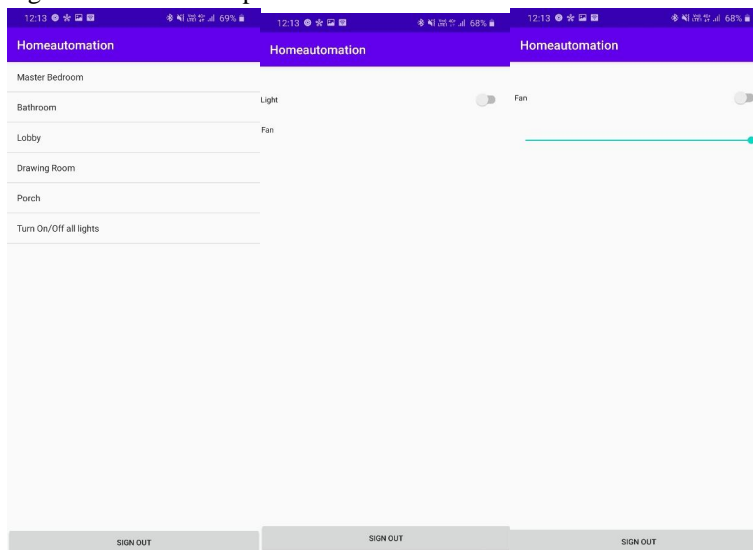 12:13 69%
Homeautomation
Master Bedroom
Bathroom
Lobby
Drawing Room
Porch
Turn On/Off all lights
SIGN OUT
12:13 68%
Homeautomation
Light
Fan
SIGN OUT
12:13 68%
Homeautomation
Fan
SIGN OUT